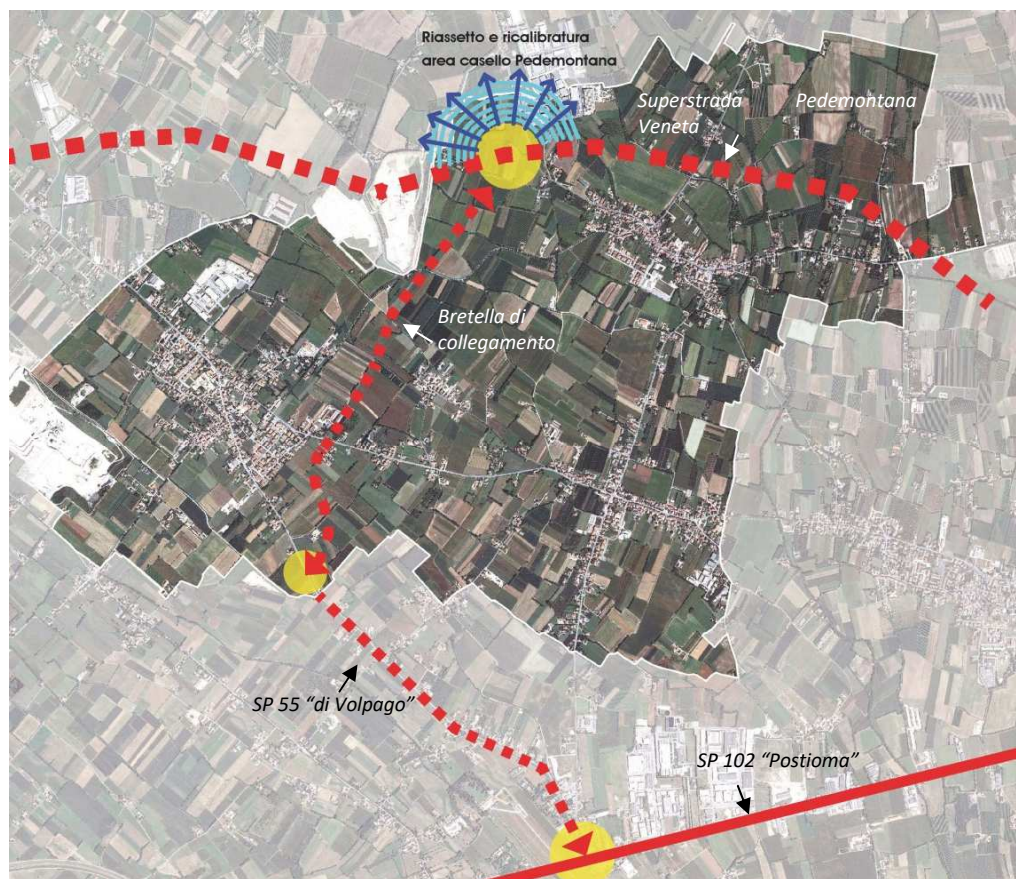 Riassetto e ricalibratura
area casello Pedemontana
Superstrada Pedemontana
Veneta
Bretella di
collegamento
SP 55 “di Volpago”
SP 102 “Postioma”